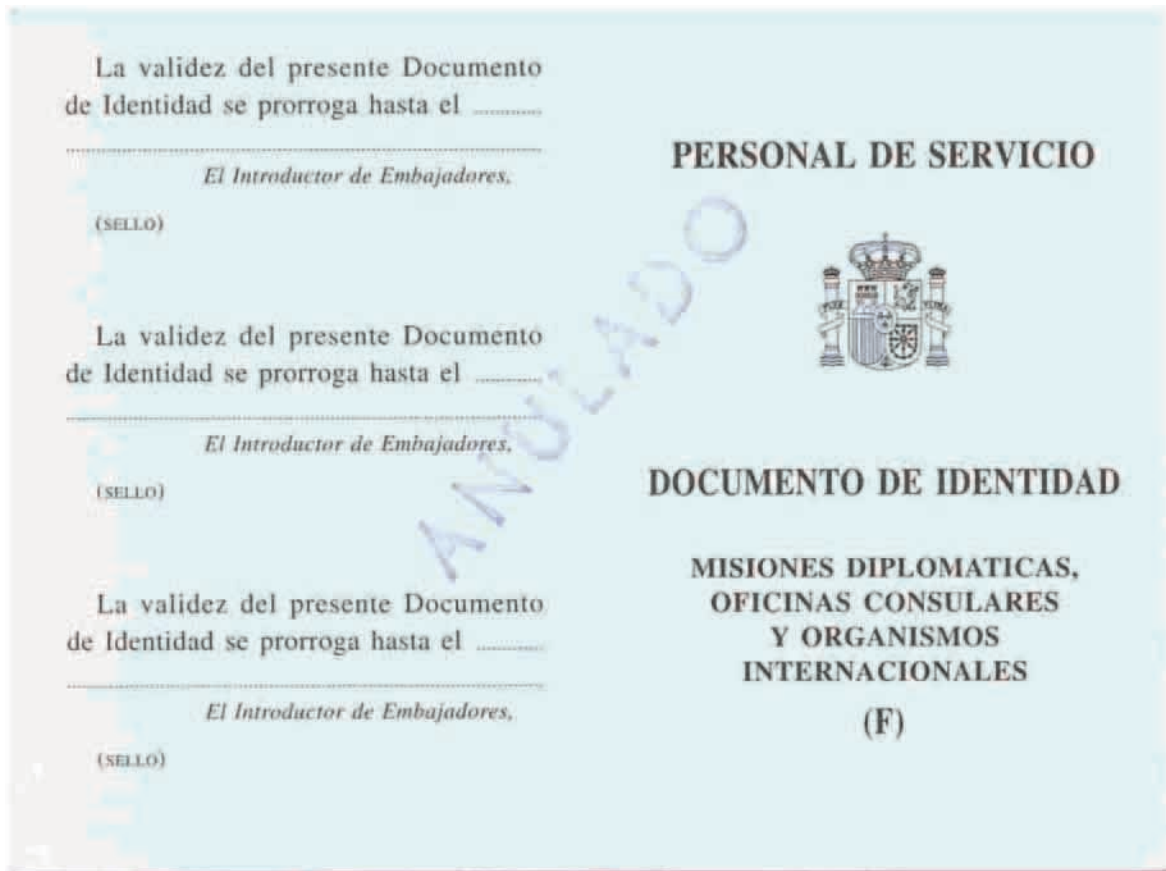 La validez del presente Documento
de Identidad se prorroga hasta el ............
................................................................
El Introductor de Embajadores,
(SELLO)
La validez del presente Documento
de Identidad se prorroga hasta el ............
................................................................
El Introductor de Embajadores,
(SELLO)
La validez del presente Documento
de Identidad se prorroga hasta el ............
................................................................
El Introductor de Embajadores,
(SELLO)
ANULADO
PERSONAL DE SERVICIO
DOCUMENTO DE IDENTIDAD
MISIONES DIPLOMATICAS,
OFICINAS CONSULARES
Y ORGANISMOS
INTERNACIONALES
(F)